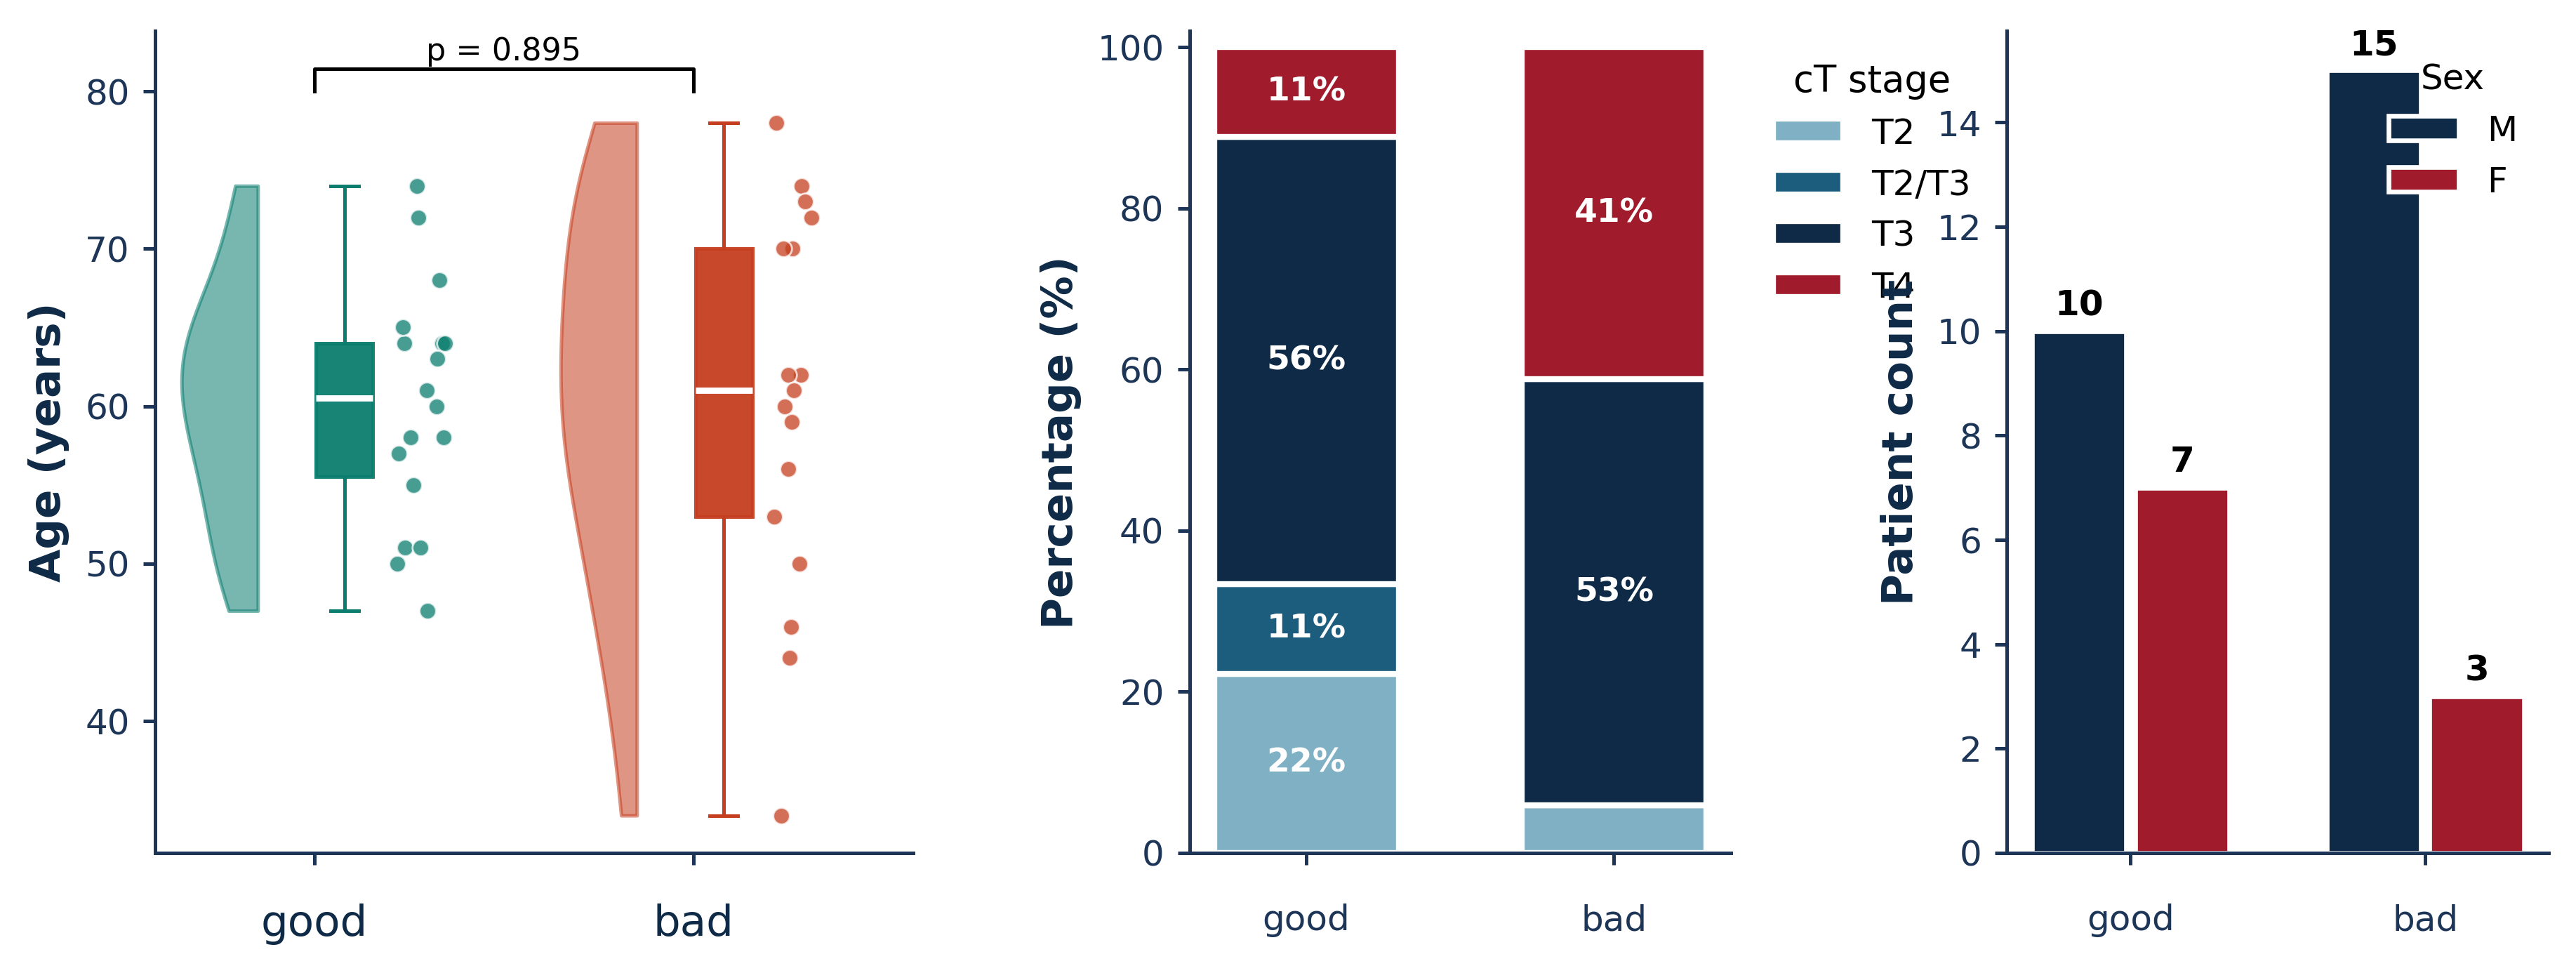 p = 0.895
Age (years)
80
70
60
50
40
good
bad
Percentage (%)
100
80
60
40
20
0
11%
56%
11%
22%
41%
53%
good
bad
cT stage
T2
T2/T3
T3
T4
Patient count
14
12
10
8
6
4
2
0
10
7
15
3
Sex
M
F
good
bad